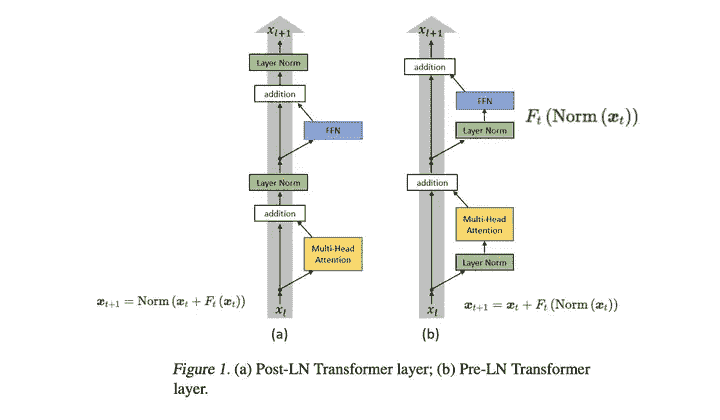 x_{l+1}
Layer Norm
addition
FFN
Layer Norm
addition
Multi-Head
Attention
x_{t+1} = Norm (x_t + F_t (x_t))
x_l
(a)
x_{l+1}
addition
FFN
F_t (Norm (x_t))
Layer Norm
addition
Multi-Head
Attention
Layer Norm
x_{t+1} = x_t + F_t (Norm (x_t))
x_l
(b)
Figure 1. (a) Post-LN Transformer layer; (b) Pre-LN Transformer
layer.